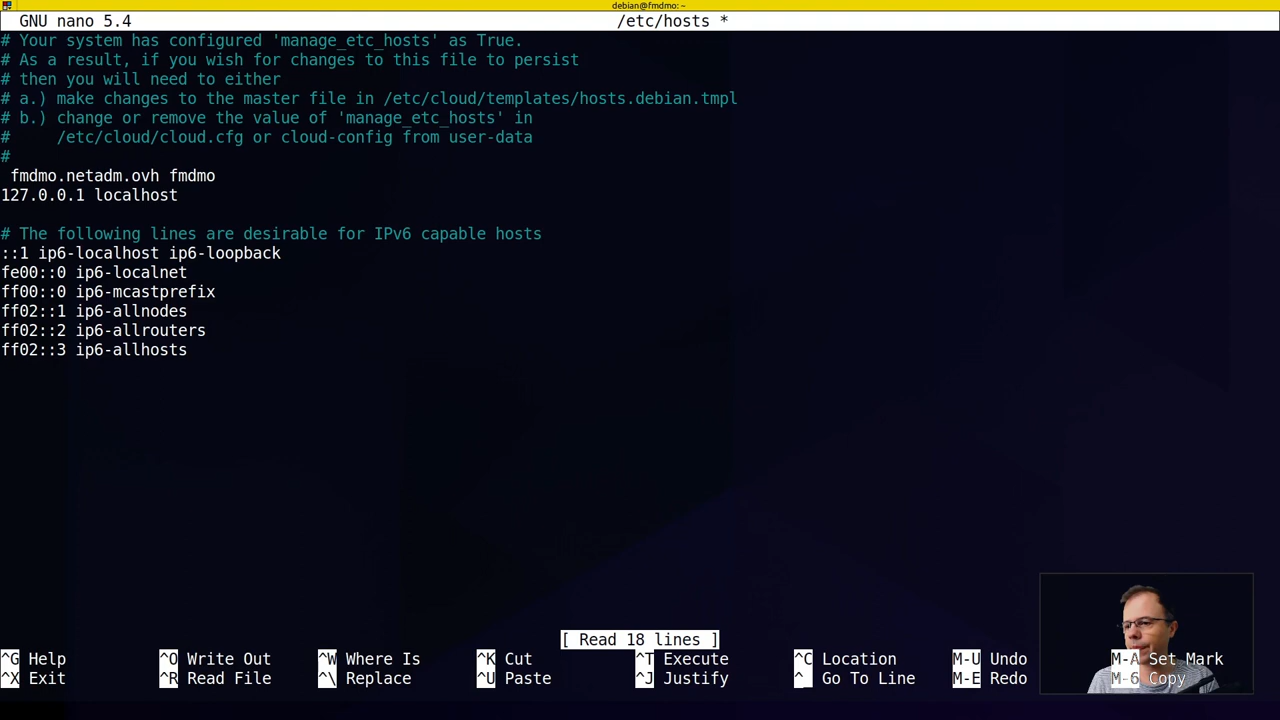 debian@fmdmo: ~
GNU nano 5.4 /etc/hosts *
# Your system has configured 'manage_etc_hosts' as True.
# As a result, if you wish for changes to this file to persist
# then you will need to either
# a.) make changes to the master file in /etc/cloud/templates/hosts.debian.tmpl
# b.) change or remove the value of 'manage_etc_hosts' in
#     /etc/cloud/cloud.cfg or cloud-config from user-data
#
 fmdmo.netadm.ovh fmdmo
127.0.0.1 localhost
# The following lines are desirable for IPv6 capable hosts
::1 ip6-localhost ip6-loopback
fe00::0 ip6-localnet
ff00::0 ip6-mcastprefix
ff02::1 ip6-allnodes
ff02::2 ip6-allrouters
ff02::3 ip6-allhosts
[ Read 18 lines ]
^G Help ^O Write Out ^W Where Is ^K Cut ^T Execute ^C Location M-U Undo M-A Set Mark
^X Exit ^R Read File ^\ Replace ^U Paste ^J Justify ^_ Go To Line M-E Redo M-6 Copy